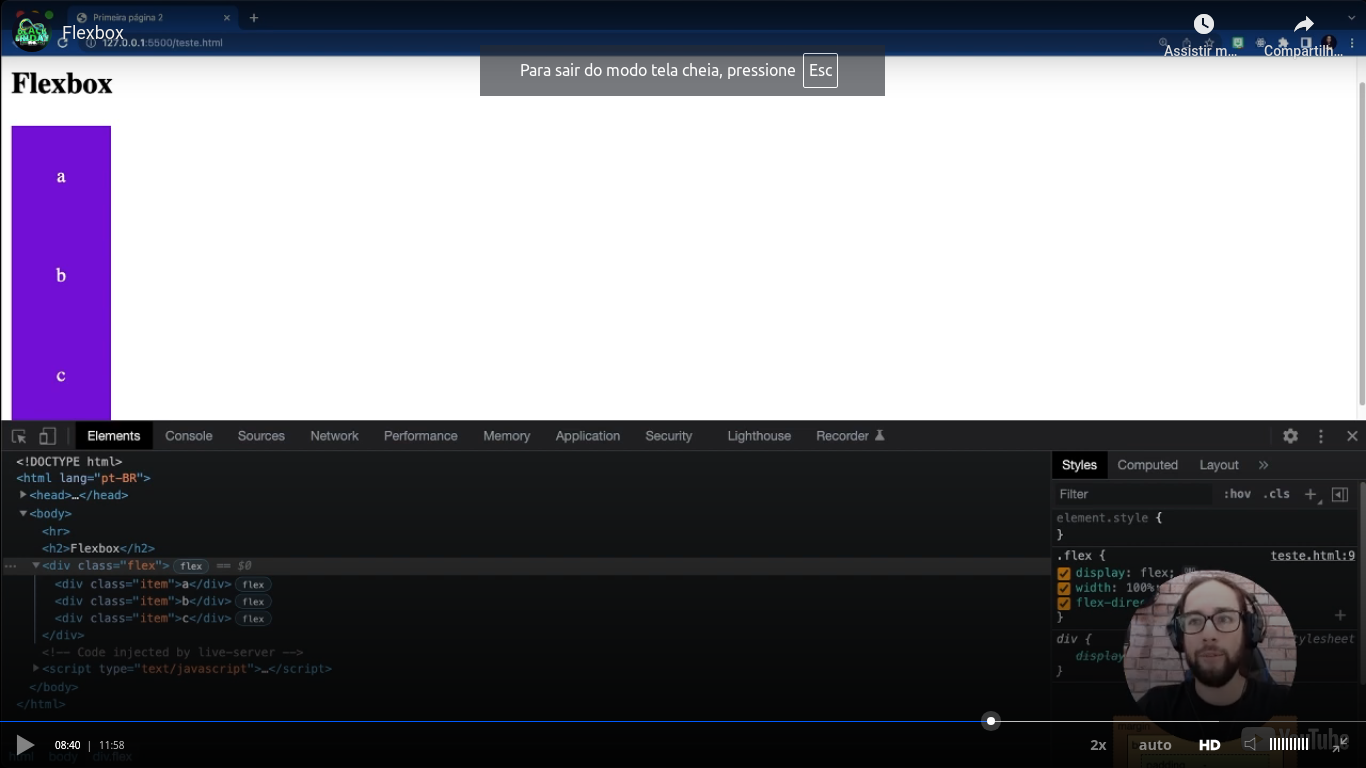 Primeira página 2
Flexbox
127.0.0.1:5500/teste.html
Assistir m...
Compartilh...
Para sair do modo tela cheia, pressione Esc
Flexbox
a
b
c
Elements Console Sources Network Performance Memory Application Security Lighthouse Recorder
<!DOCTYPE html>
<html lang="pt-BR">
<head>…</head>
<body>
<hr>
<h2>Flexbox</h2>
<div class="flex"> flex == $0
<div class="item">a</div> flex
<div class="item">b</div> flex
<div class="item">c</div> flex
</div>
<!-- Code injected by live-server -->
<script type="text/javascript">…</script>
</body>
</html>
Styles Computed Layout »
Filter :hov .cls
element.style {
}
.flex { teste.html:9
display: flex;
width: 100%;
flex-direc
}
div { ylesheet
display
}
08:40 | 11:58
2x auto HD
YouTube
html body div.flex
margin
padding